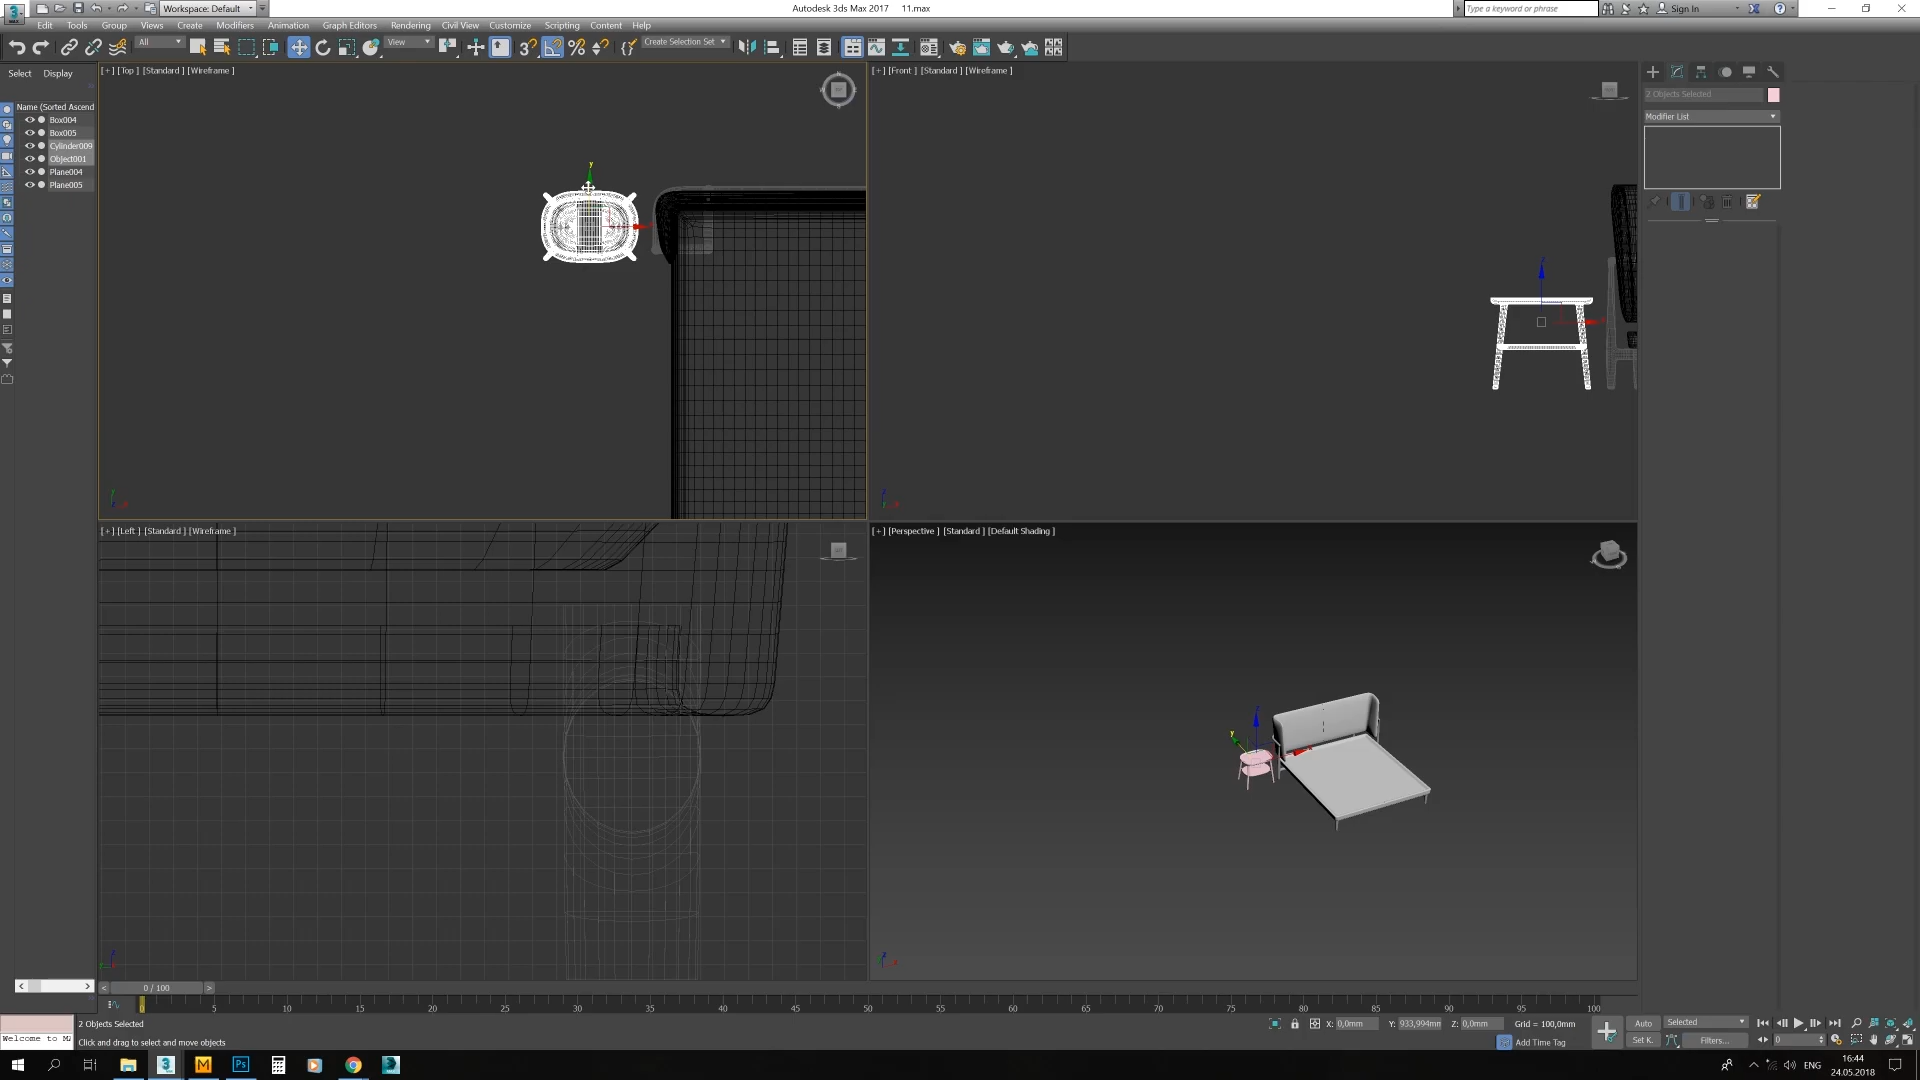 Workspace: Default
Autodesk 3ds Max 2017
11.max
Type a keyword or phrase
Sign In
Edit Tools Group Views Create Modifiers Animation Graph Editors Rendering Civil View Customize Scripting Content Interactive Help
All
View
Create Selection Set
Select Display
[+] [Top ] [Standard ] [Wireframe ]
[+] [Front ] [Standard ] [Wireframe ]
2 Objects Selected
Name (Sorted Ascend
Modifier List
Box004
Box005
Cylinder009
Object001
Plane004
Plane005
[+] [Left ] [Standard ] [Wireframe ]
[+] [Perspective ] [Standard ] [Default Shading ]
0 / 100
0 5 10 15 20 25 30 35 40 45 50 55 60 65 70 75 80 85 90 95 100
2 Objects Selected
X: 0,0mm
Y: 933,994mm
Z: 0,0mm
Grid = 100,0mm
Auto
Selected
Welcome to MA
Click and drag to select and move objects
Add Time Tag
Set K.
Filters...
0
ENG
16:44
24.05.2018